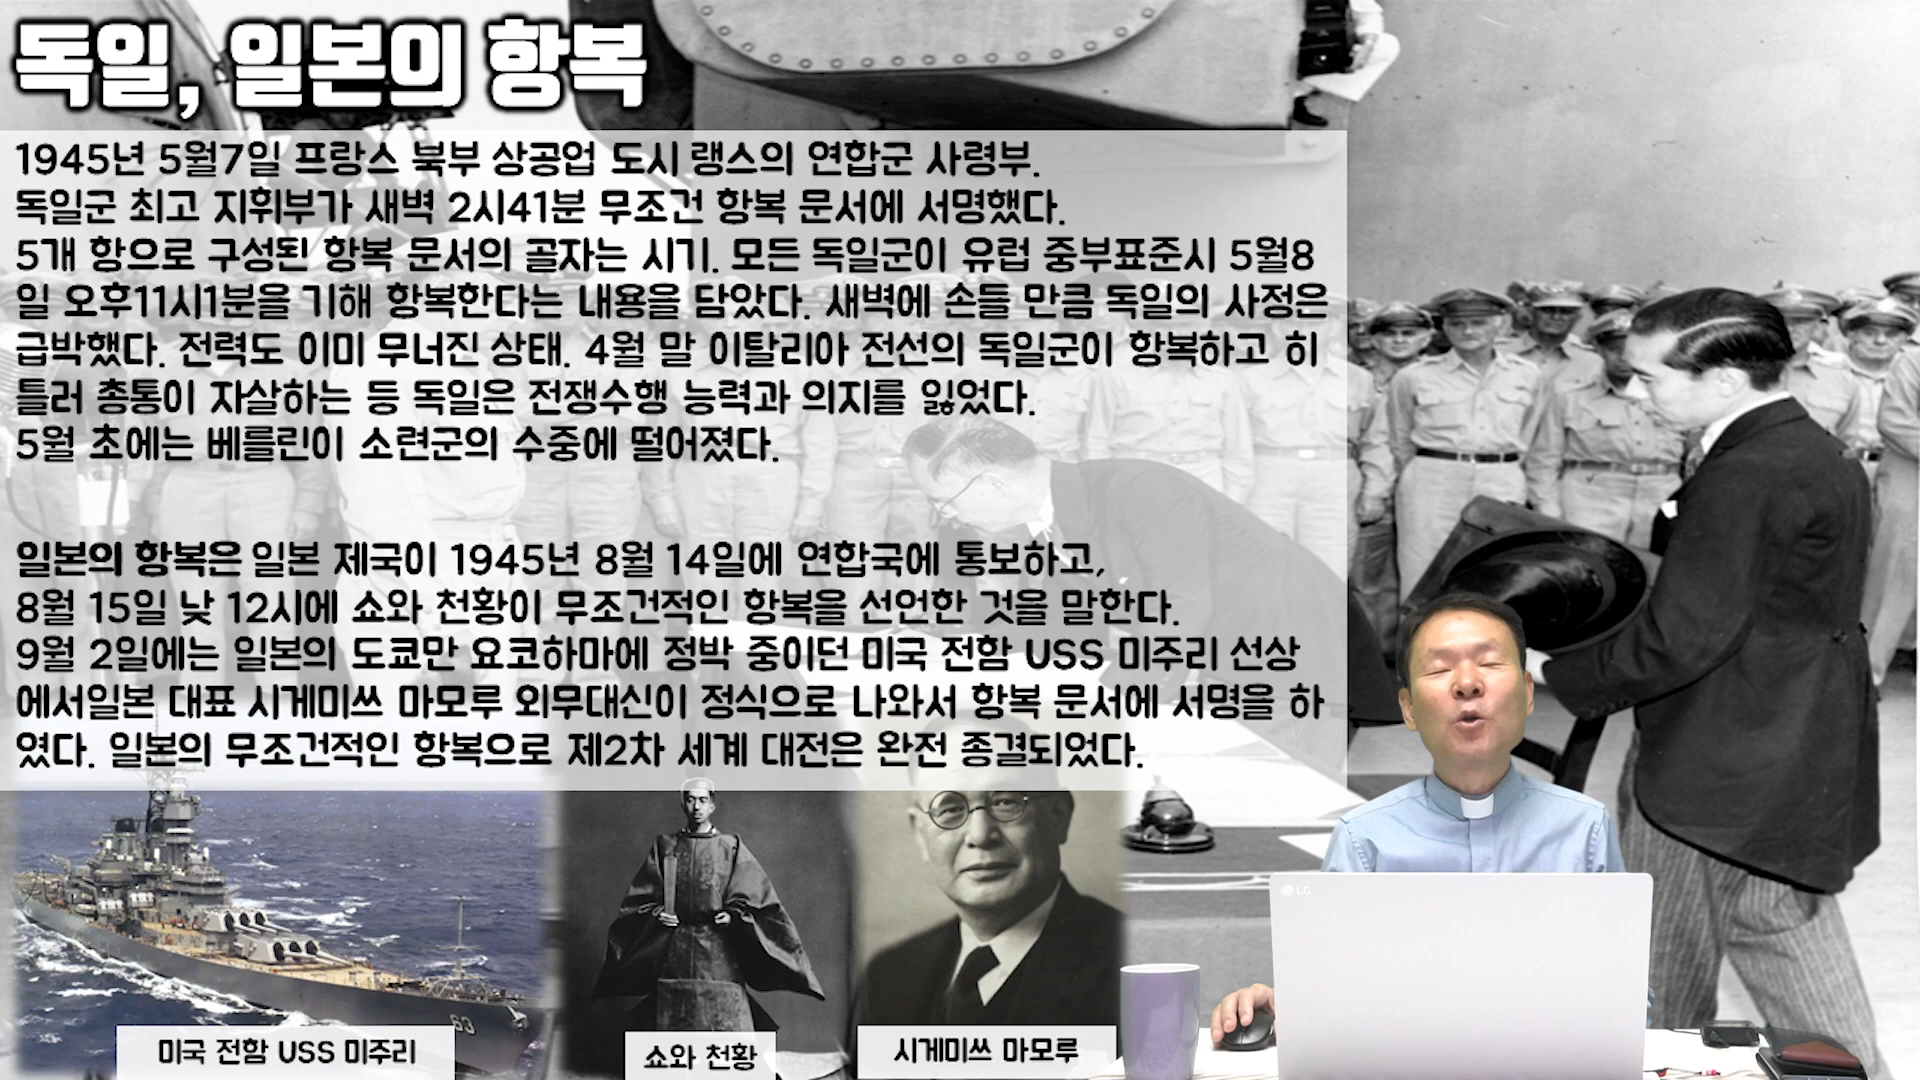 독일, 일본의 항복
1945년 5월7일 프랑스 북부 상공업 도시 랭스의 연합군 사령부.
독일군 최고 지휘부가 새벽 2시41분 무조건 항복 문서에 서명했다.
5개 항으로 구성된 항복 문서의 골자는 시기. 모든 독일군이 유럽 중부표준시 5월8
일 오후11시1분을 기해 항복한다는 내용을 담았다. 새벽에 손들 만큼 독일의 사정은
급박했다. 전력도 이미 무너진 상태. 4월 말 이탈리아 전선의 독일군이 항복하고 히
틀러 총통이 자살하는 등 독일은 전쟁수행 능력과 의지를 잃었다.
5월 초에는 베를린이 소련군의 수중에 떨어졌다.
일본의 항복은 일본 제국이 1945년 8월 14일에 연합국에 통보하고,
8월 15일 낮 12시에 쇼와 천황이 무조건적인 항복을 선언한 것을 말한다.
9월 2일에는 일본의 도쿄만 요코하마에 정박 중이던 미국 전함 USS 미주리 선상
에서일본 대표 시게미쓰 마모루 외무대신이 정식으로 나와서 항복 문서에 서명을 하
였다. 일본의 무조건적인 항복으로 제2차 세계 대전은 완전 종결되었다.
LG
63
미국 전함 USS 미주리
쇼와 천황
시게미쓰 마모루